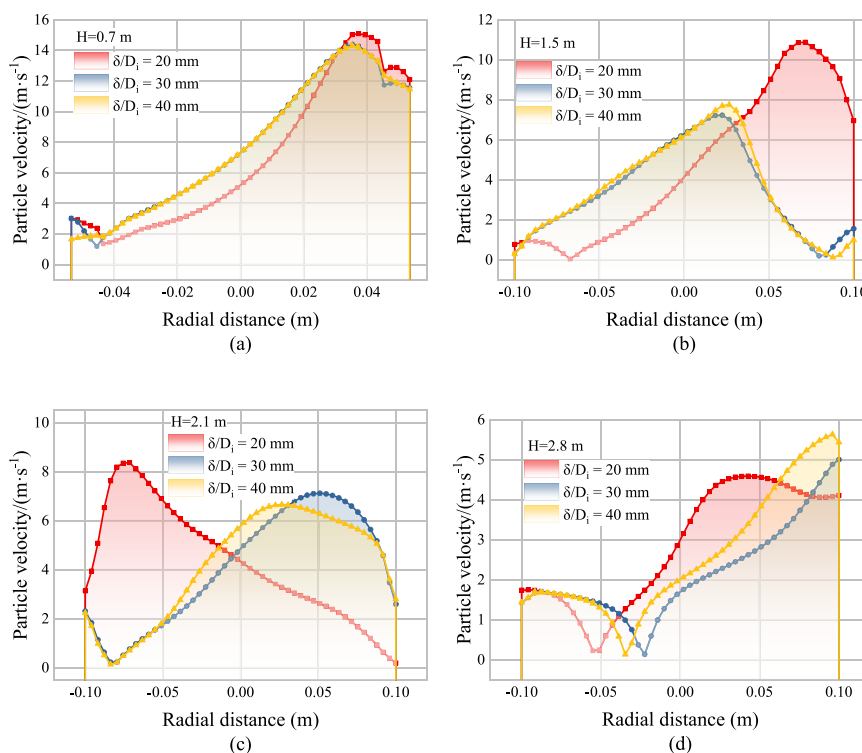 H=0.7 m
δ/Dᵢ = 20 mm
δ/Dᵢ = 30 mm
δ/Dᵢ = 40 mm
Particle velocity/(m·s⁻¹)
16
14
12
10
8
6
4
2
0
-0.04 -0.02 0.00 0.02 0.04
Radial distance (m)
(a)
H=1.5 m
δ/Dᵢ = 20 mm
δ/Dᵢ = 30 mm
δ/Dᵢ = 40 mm
Particle velocity/(m·s⁻¹)
12
10
8
6
4
2
0
-0.10 -0.05 0.00 0.05 0.10
Radial distance (m)
(b)
H=2.1 m
δ/Dᵢ = 20 mm
δ/Dᵢ = 30 mm
δ/Dᵢ = 40 mm
Particle velocity/(m·s⁻¹)
10
8
6
4
2
0
-0.10 -0.05 0.00 0.05 0.10
Radial distance (m)
(c)
H=2.8 m
δ/Dᵢ = 20 mm
δ/Dᵢ = 30 mm
δ/Dᵢ = 40 mm
Particle velocity/(m·s⁻¹)
6
5
4
3
2
1
0
-0.10 -0.05 0.00 0.05 0.10
Radial distance (m)
(d)